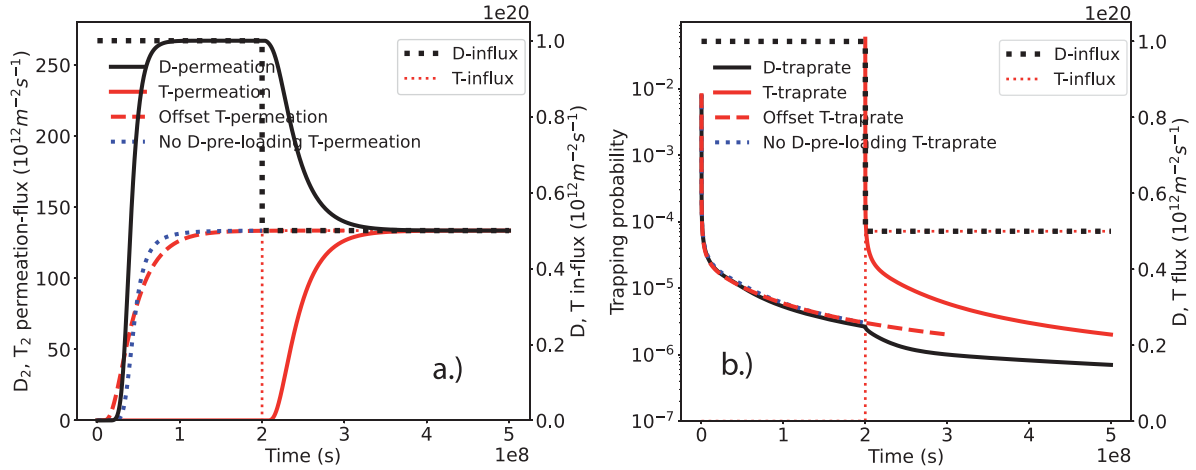 1e20
D-influx
T-influx
D-permeation
T-permeation
Offset T-permeation
No D-pre-loading T-permeation
D₂, T₂ permeation-flux (10¹²m⁻²s⁻¹)
250
200
150
100
50
0
D, T in-flux (10¹²m⁻²s⁻¹)
1.0
0.8
0.6
0.4
0.2
0.0
a.)
0 1 2 3 4 5
Time (s)
1e8
1e20
D-influx
T-influx
D-traprate
T-traprate
Offset T-traprate
No D-pre-loading T-traprate
Trapping probability
10⁻²
10⁻³
10⁻⁴
10⁻⁵
10⁻⁶
10⁻⁷
D, T flux (10¹²m⁻²s⁻¹)
1.0
0.8
0.6
0.4
0.2
0.0
b.)
0 1 2 3 4 5
Time (s)
1e8